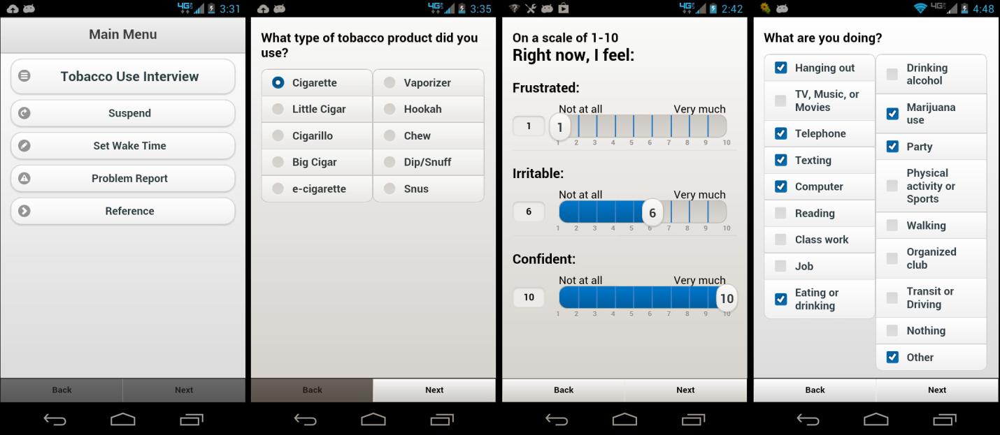 4G 3:31
Main Menu
Tobacco Use Interview
Suspend
Set Wake Time
Problem Report
Reference
Back Next
4G 3:35
What type of tobacco product did you
use?
Cigarette Vaporizer
Little Cigar Hookah
Cigarillo Chew
Big Cigar Dip/Snuff
e-cigarette Snus
Back Next
4G 2:42
On a scale of 1-10
Right now, I feel:
Frustrated:
Not at all Very much
1 1
1 2 3 4 5 6 7 8 9 10
Irritable:
Not at all Very much
6 6
1 2 3 4 5 6 7 8 9 10
Confident:
Not at all Very much
10 10
1 2 3 4 5 6 7 8 9 10
Back Next
4G 4:48
What are you doing?
Hanging out
TV, Music, or
Movies
Telephone
Texting
Computer
Reading
Class work
Job
Eating or
drinking
Drinking
alcohol
Marijuana
use
Party
Physical
activity or
Sports
Walking
Organized
club
Transit or
Driving
Nothing
Other
Back Next